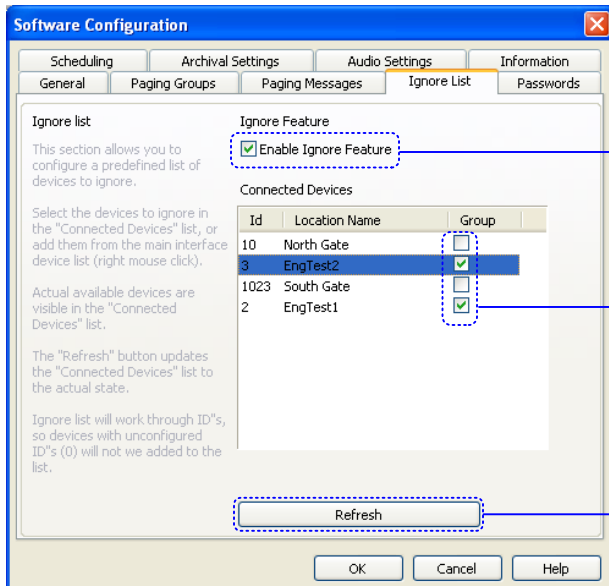 Software Configuration
Scheduling Archival Settings Audio Settings Information
General Paging Groups Paging Messages Ignore List Passwords
Ignore list
This section allows you to
configure a predefined list of
devices to ignore.
Select the devices to ignore in
the "Connected Devices" list, or
add them from the main interface
device list (right mouse click).
Actual available devices are
visible in the "Connected
Devices" list.
The "Refresh" button updates
the "Connected Devices" list to
the actual state.
Ignore list will work through ID"s,
so devices with unconfigured
ID"s (0) will not we added to the
list.
Ignore Feature
Enable Ignore Feature
Connected Devices
Id Location Name Group
10 North Gate
3 EngTest2
1023 South Gate
2 EngTest1
Refresh
OK Cancel Help